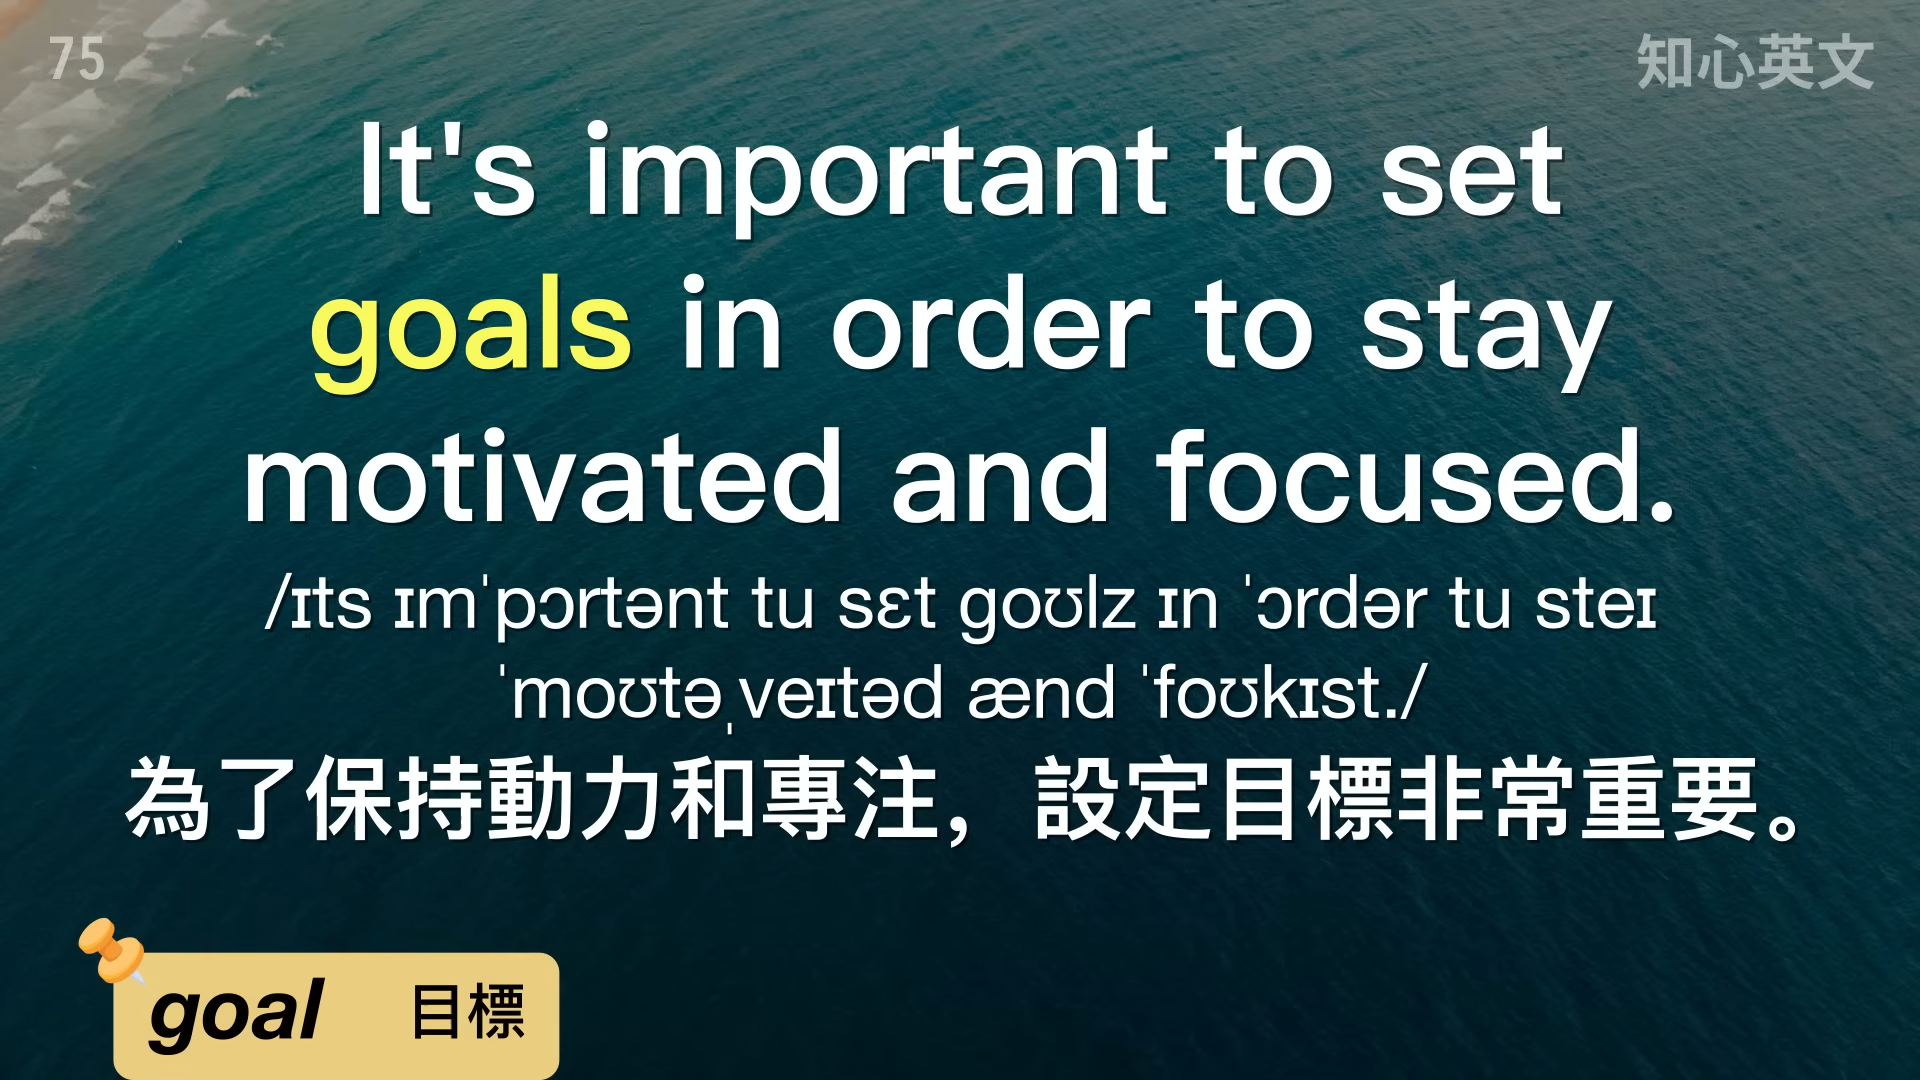 75
知心英文
It's important to set
goals in order to stay
motivated and focused.
/ɪts ɪmˈpɔrtənt tu sɛt goʊlz ɪn ˈɔrdər tu steɪ
ˈmoʊtəˌveɪtəd ænd ˈfoʊkɪst./
為了保持動力和專注，設定目標非常重要。
goal 目標